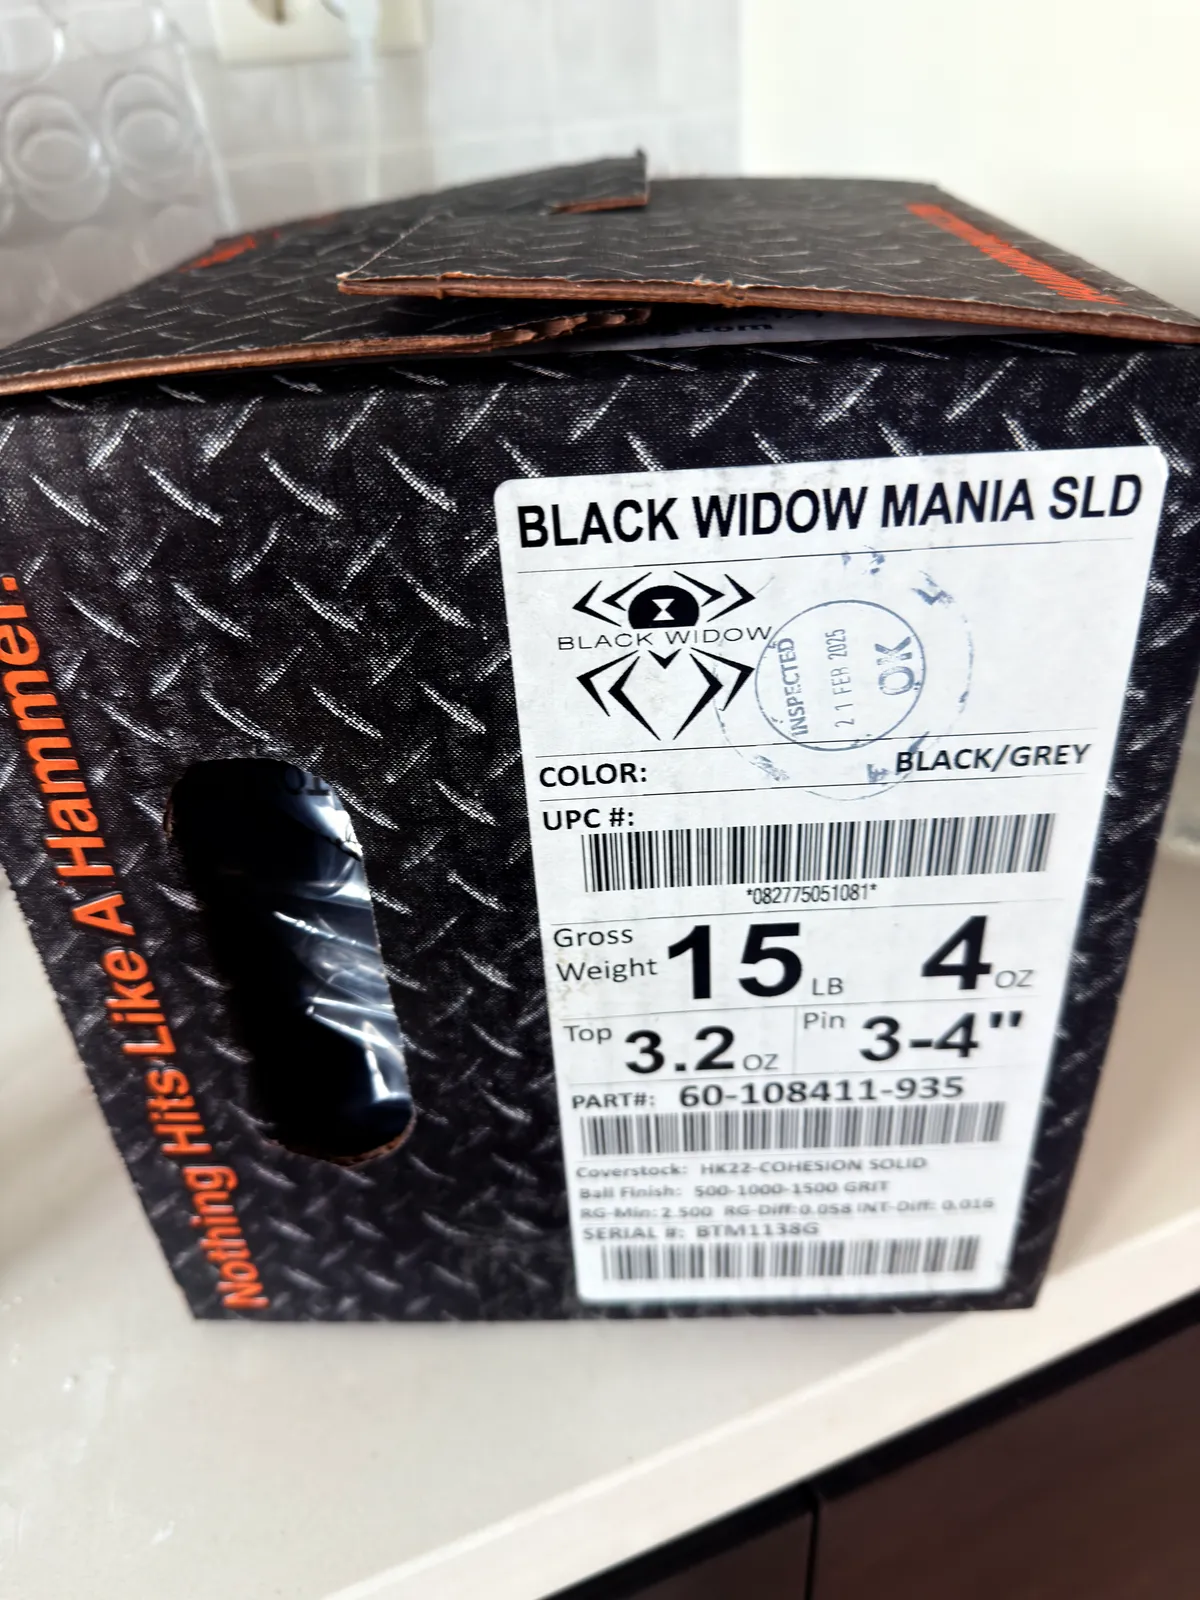 BLACK WIDOW MANIA SLD
BLACK WIDOW
INSPECTED
21 FEB 2025
OK
COLOR: BLACK/GREY
UPC #:
*082775051081*
Gross Weight 15 LB 4 OZ
Top 3.2 OZ Pin 3-4"
PART#: 60-108411-935
Coverstock: HK22-COHESION SOLID
Ball Finish: 500-1000-1500 GRIT
RG-Min: 2.500 RG-Diff: 0.058 INT-Diff: 0.016
SERIAL #: BTM1138G
Nothing Hits Like A Hammer.